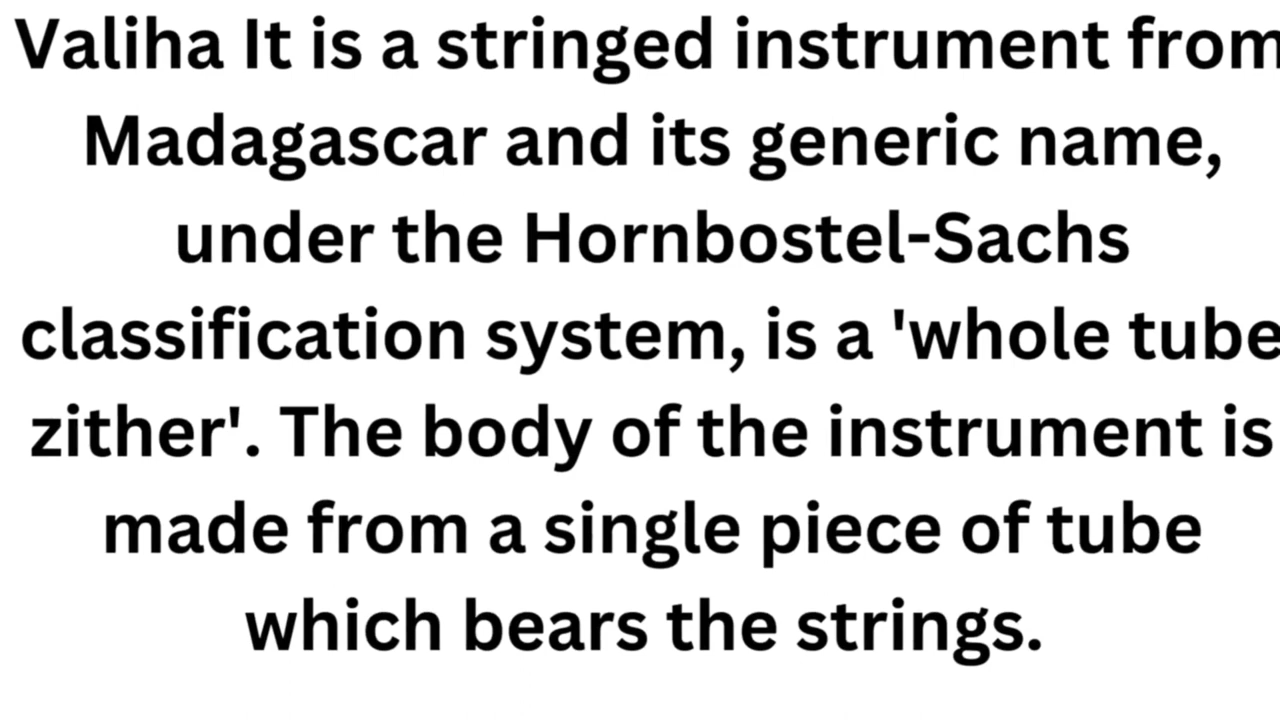 Valiha It is a stringed instrument from
Madagascar and its generic name,
under the Hornbostel-Sachs
classification system, is a 'whole tube
zither'. The body of the instrument is
made from a single piece of tube
which bears the strings.